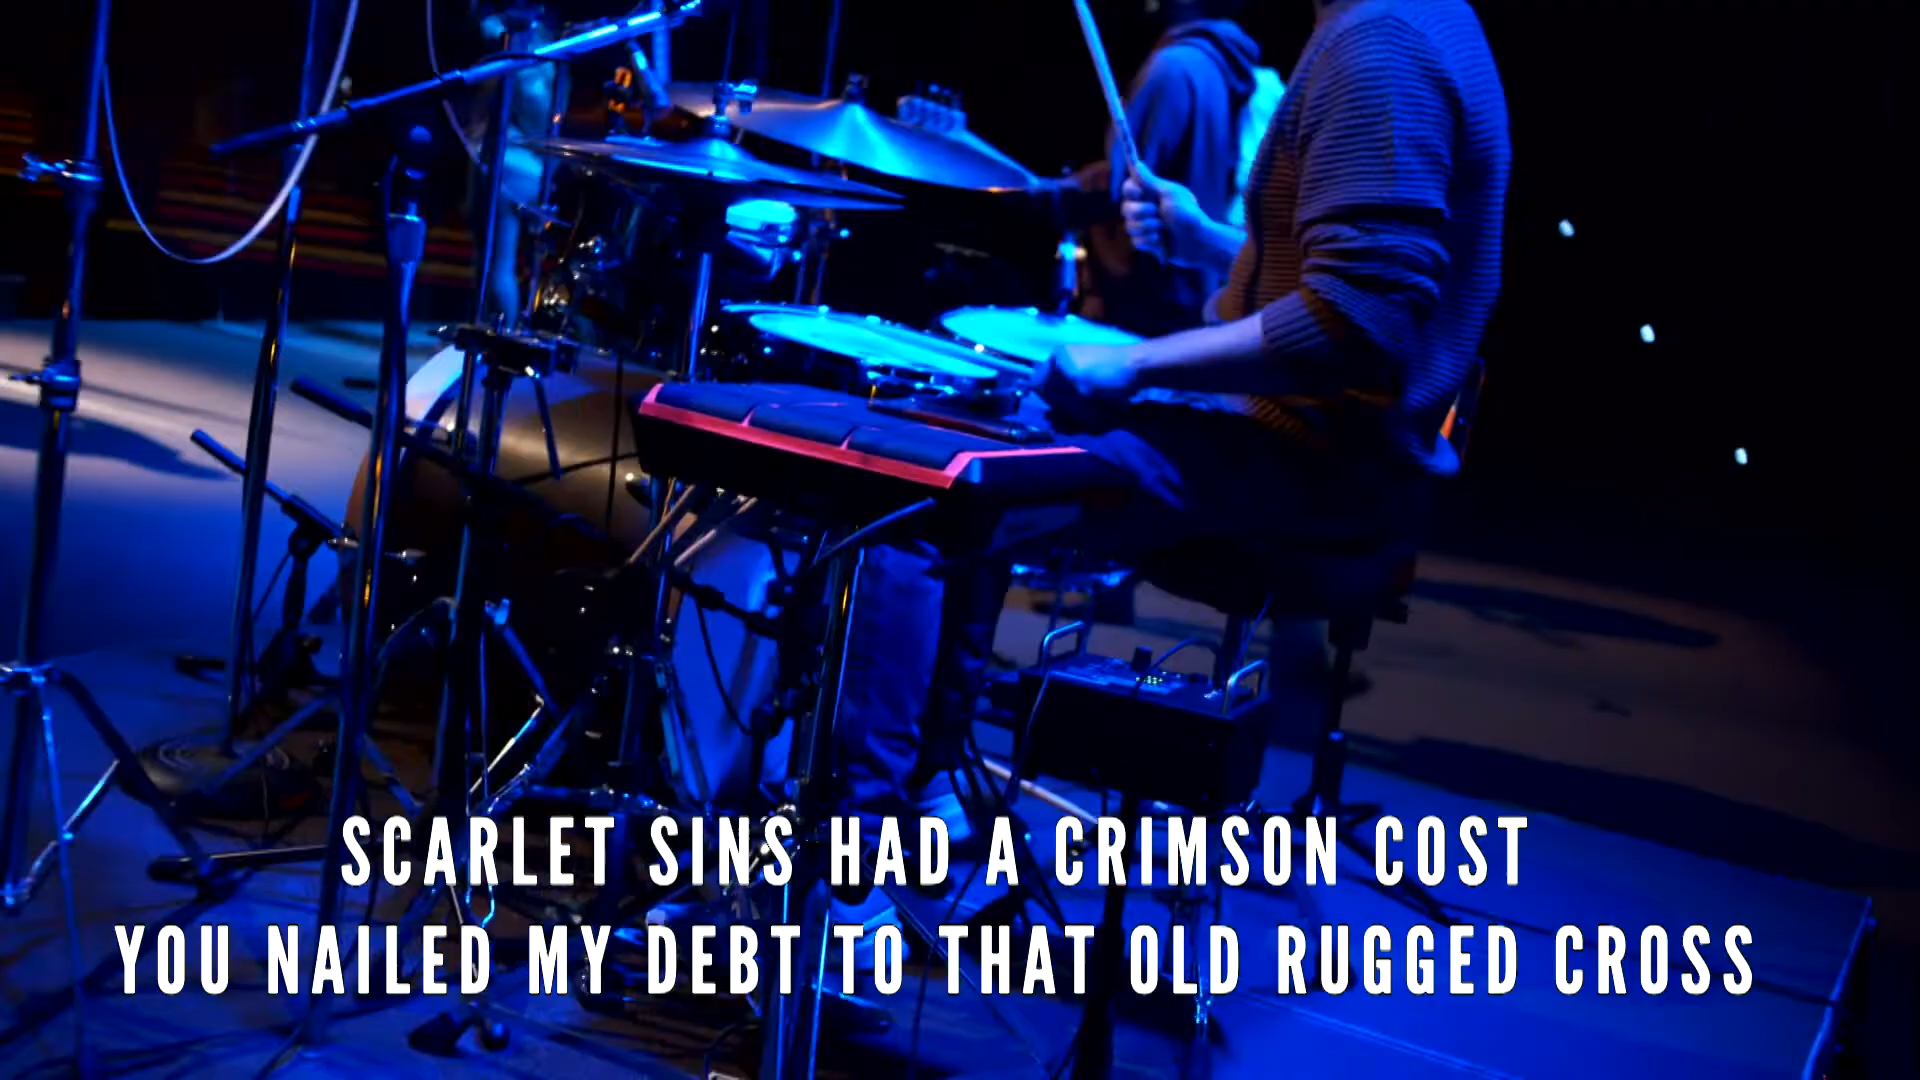 SCARLET SINS HAD A CRIMSON COST
YOU NAILED MY DEBT TO THAT OLD RUGGED CROSS